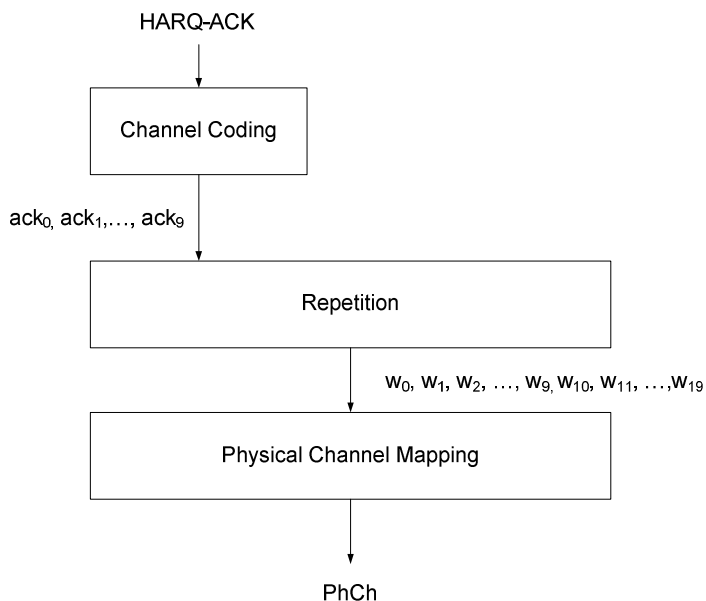 HARQ-ACK
Channel Coding
ack0, ack1,…, ack9
Repetition
w0, w1, w2, …, w9, w10, w11, …,w19
Physical Channel Mapping
PhCh